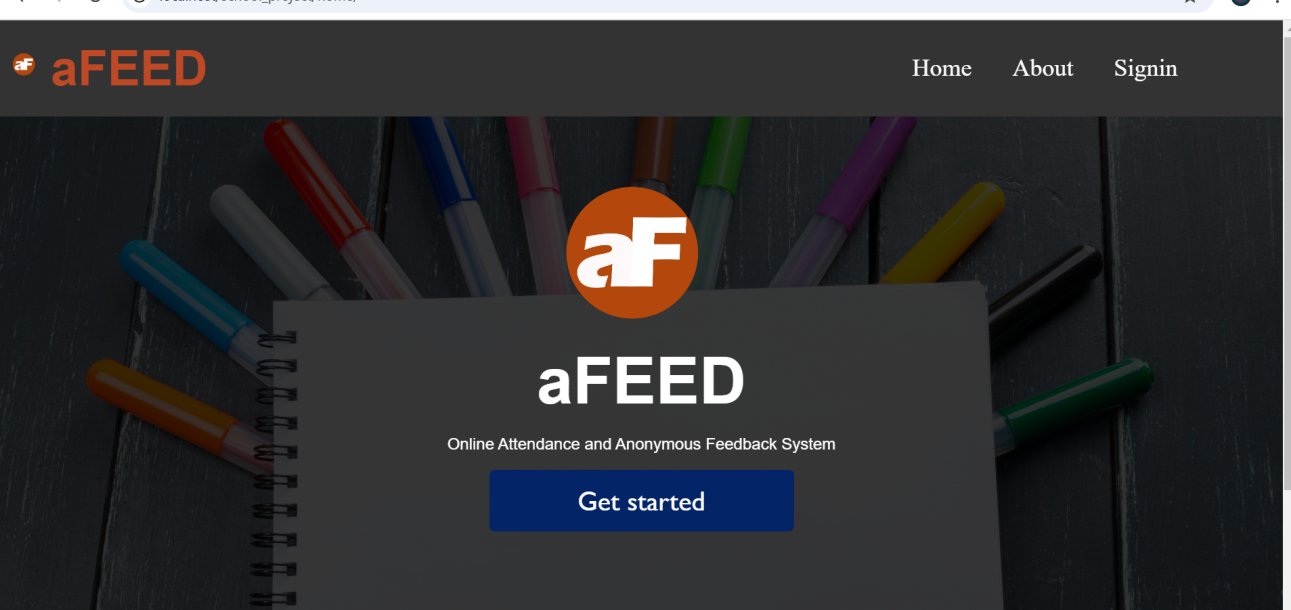 aF aFEED
Home About Signin
aF
aFEED
Online Attendance and Anonymous Feedback System
Get started